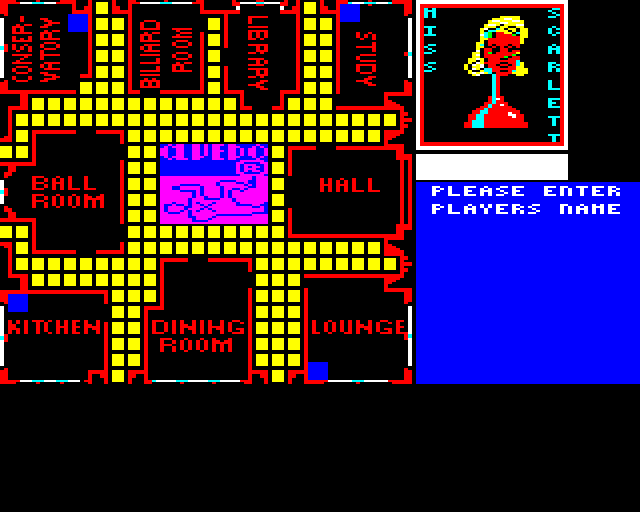 CONSER-
VATORY
BILLIARD
ROOM
LIBRARY
STUDY
MISS
SCARLETT
CLUEDO
®
BALL
ROOM
HALL
PLEASE ENTER
PLAYERS NAME
KITCHEN
DINING
ROOM
LOUNGE